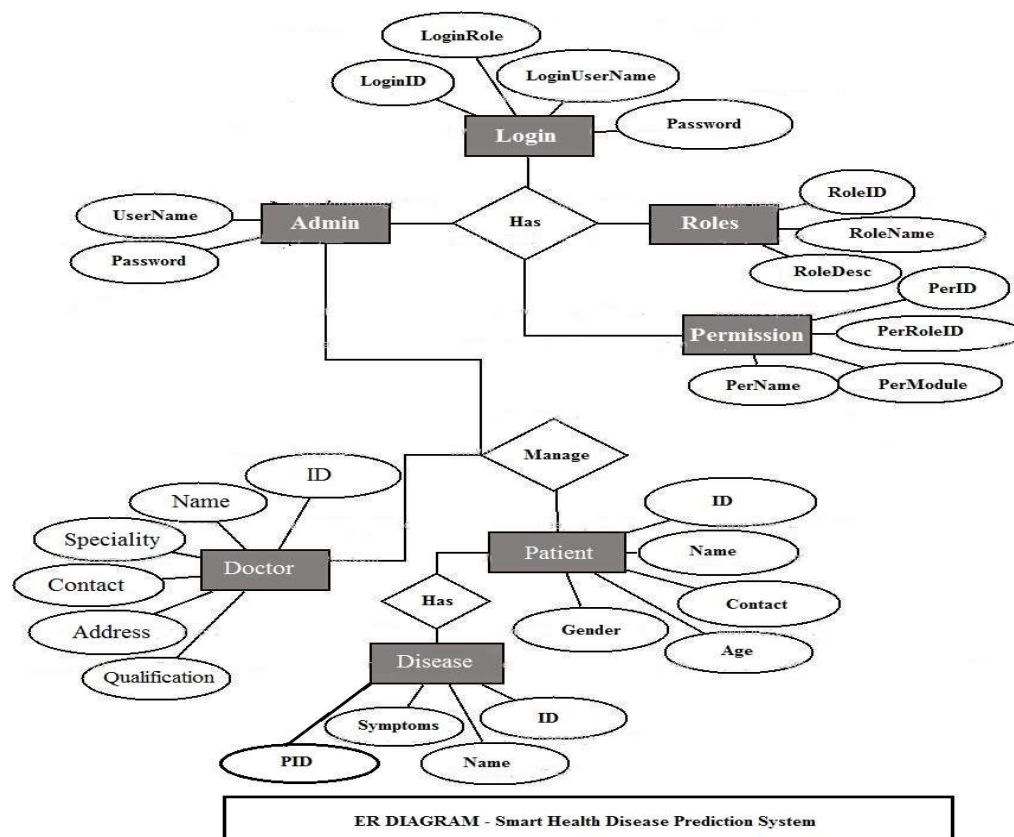 LoginRole
LoginID
LoginUserName
Password
Login
UserName
Admin
Has
Roles
RoleID
RoleName
Password
RoleDesc
PerID
Permission
PerRoleID
PerName
PerModule
Manage
ID
Name
Speciality
Doctor
Contact
Address
Qualification
Patient
ID
Name
Contact
Gender
Age
Has
Disease
Symptoms
ID
PID
Name
ER DIAGRAM - Smart Health Disease Prediction System